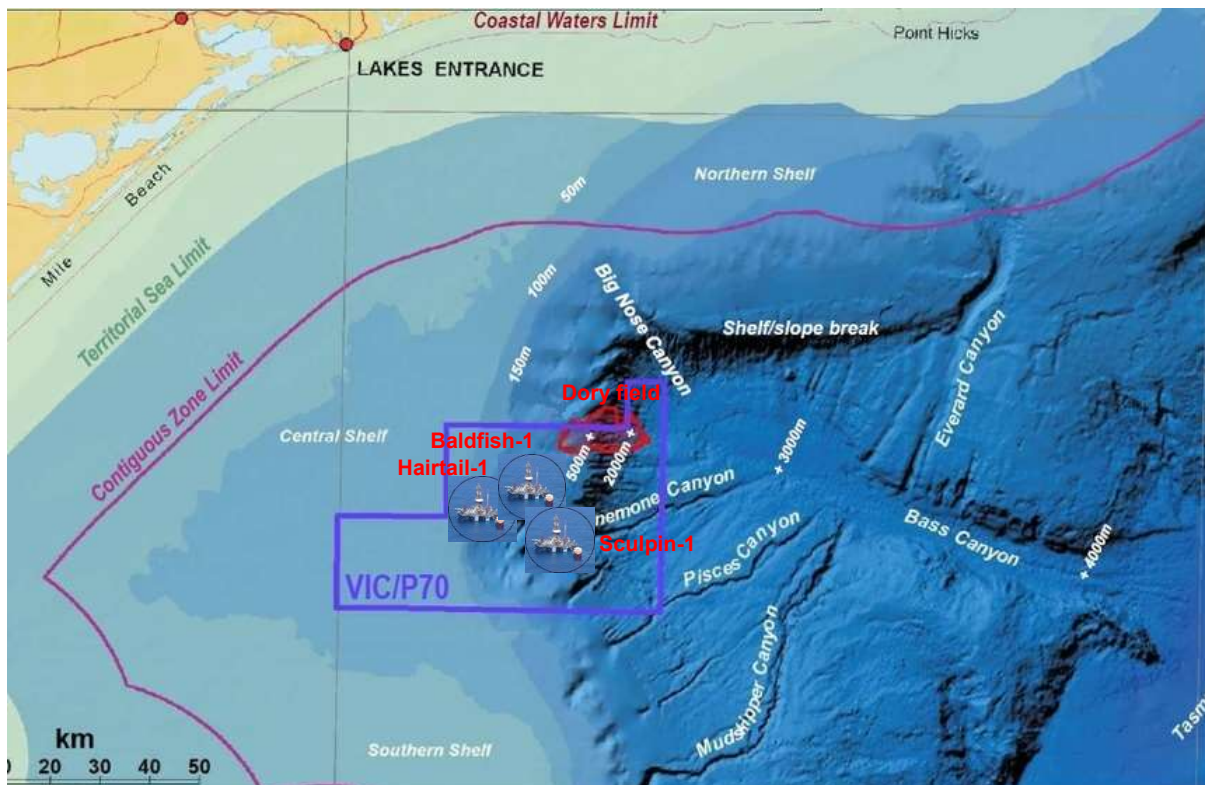 Coastal Waters Limit
Point Hicks
LAKES ENTRANCE
Northern Shelf
50m
Beach
Mile
Territorial Sea Limit
Contiguous Zone Limit
100m
150m
Big Nose Canyon
Shelf/slope break
Everard Canyon
Dory field
Central Shelf
Baldfish-1
Hairtail-1
500m +
2000m +
+ 3000m
nemone Canyon
Sculpin-1
Bass Canyon
Pisces Canyon
+ 4000m
VIC/P70
Mudskipper Canyon
Southern Shelf
Tasm
km
20 30 40 50